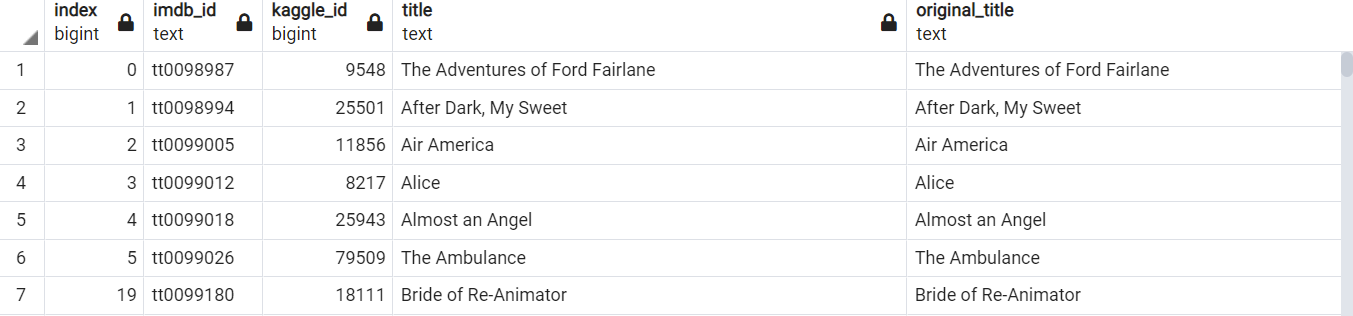 index imdb_id kaggle_id title original_title
bigint text bigint text text
1 0 tt0098987 9548 The Adventures of Ford Fairlane The Adventures of Ford Fairlane
2 1 tt0098994 25501 After Dark, My Sweet After Dark, My Sweet
3 2 tt0099005 11856 Air America Air America
4 3 tt0099012 8217 Alice Alice
5 4 tt0099018 25943 Almost an Angel Almost an Angel
6 5 tt0099026 79509 The Ambulance The Ambulance
7 19 tt0099180 18111 Bride of Re-Animator Bride of Re-Animator